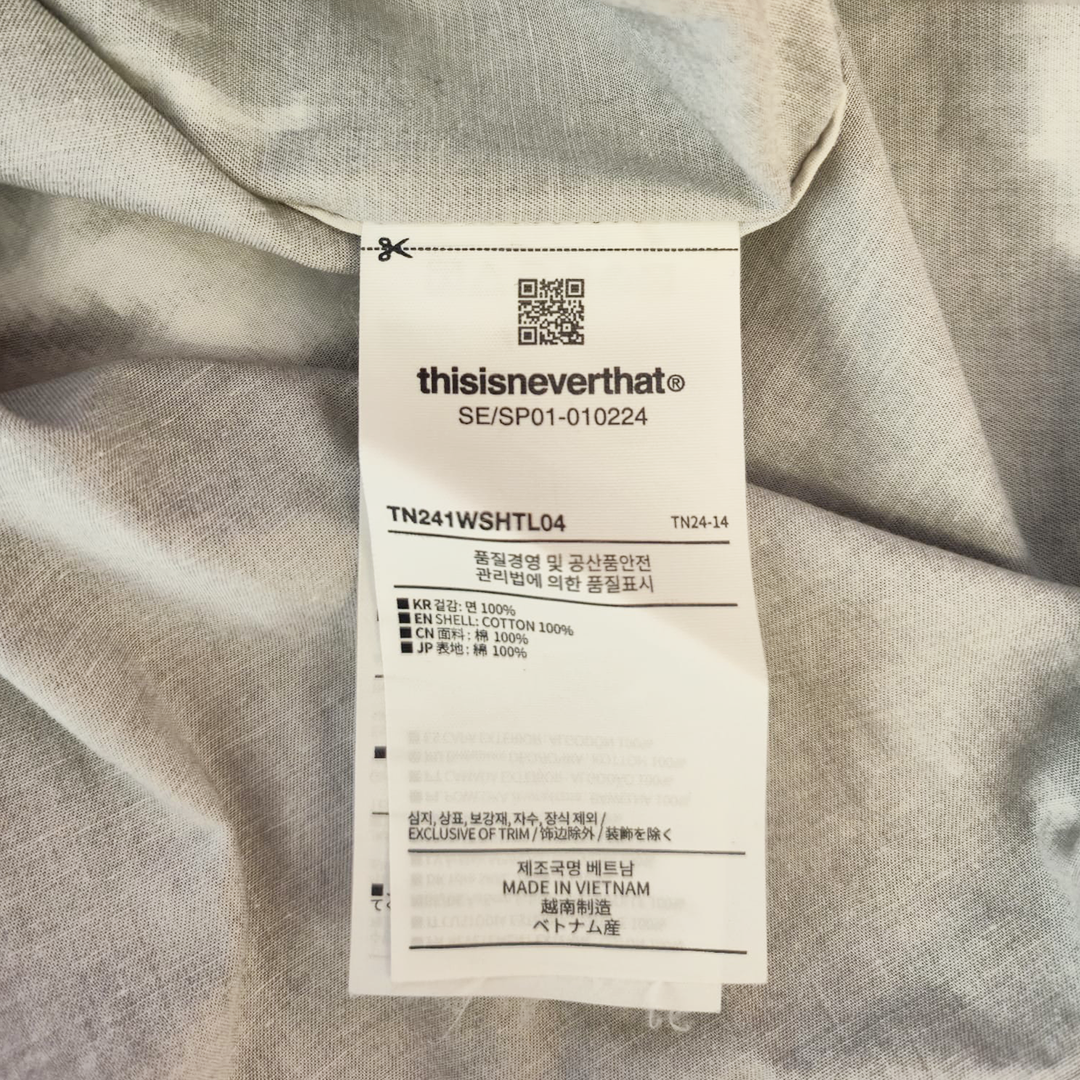 thisisneverthat®
SE/SP01-010224
TN241WSHTL04 TN24-14
품질경영 및 공산품안전
관리법에 의한 품질표시
■ KR 겉감: 면 100%
■ EN SHELL: COTTON 100%
■ CN 面料: 棉 100%
■ JP 表地: 綿 100%
심지, 상표, 보강재, 자수, 장식 제외 /
EXCLUSIVE OF TRIM / 饰边除外 / 装飾を除く
제조국명 베트남
MADE IN VIETNAM
越南制造
ベトナム産